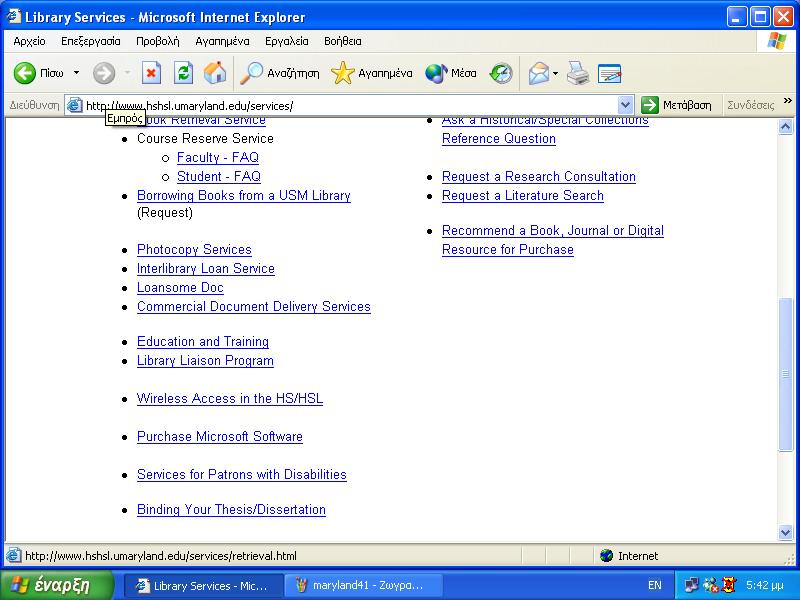 Library Services - Microsoft Internet Explorer
Αρχείο Επεξεργασία Προβολή Αγαπημένα Εργαλεία Βοήθεια
Πίσω Αναζήτηση Αγαπημένα Μέσα
Διεύθυνση http://www.hshsl.umaryland.edu/services/ Μετάβαση Συνδέσεις »
Εμπρός
Book Retrieval Service
Course Reserve Service
Faculty - FAQ
Student - FAQ
Borrowing Books from a USM Library
(Request)
Photocopy Services
Interlibrary Loan Service
Loansome Doc
Commercial Document Delivery Services
Education and Training
Library Liaison Program
Wireless Access in the HS/HSL
Purchase Microsoft Software
Services for Patrons with Disabilities
Binding Your Thesis/Dissertation
Ask a Historical/Special Collections
Reference Question
Request a Research Consultation
Request a Literature Search
Recommend a Book, Journal or Digital
Resource for Purchase
http://www.hshsl.umaryland.edu/services/retrieval.html Internet
έναρξη Library Services - Mic... maryland41 - Ζωγρα... EN 5:42 μμ